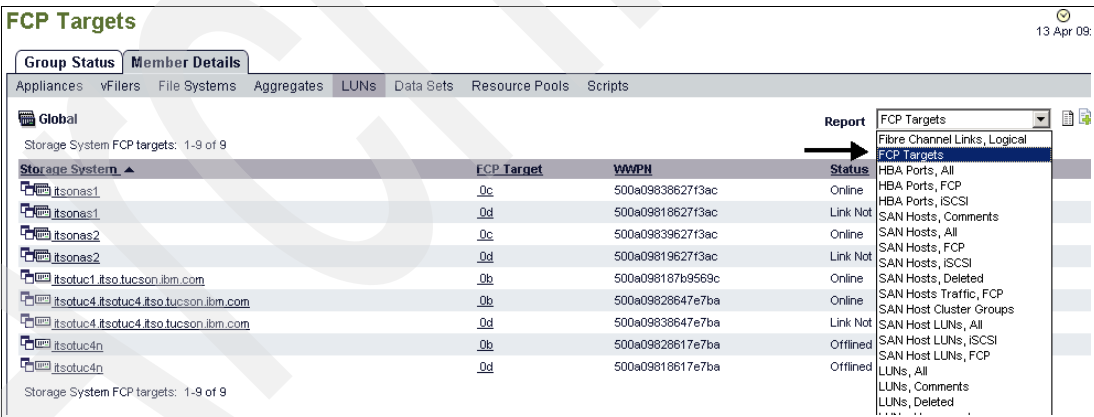 FCP Targets
13 Apr 09:
Group Status Member Details
Appliances vFilers File Systems Aggregates LUNs Data Sets Resource Pools Scripts
Global
Report FCP Targets
Storage System FCP targets: 1-9 of 9
Storage System FCP Target WWPN Status
itsonas1 0c 500a09838627f3ac Online
itsonas1 0d 500a09818627f3ac Link Not
itsonas2 0c 500a09839627f3ac Online
itsonas2 0d 500a09819627f3ac Link Not
itsotuc1.itso.tucson.ibm.com 0b 500a098187b9569c Online
itsotuc4.itsotuc4.itso.tucson.ibm.com 0b 500a09828647e7ba Online
itsotuc4.itsotuc4.itso.tucson.ibm.com 0d 500a09838647e7ba Link Not
itsotuc4n 0b 500a09828617e7ba Offlined
itsotuc4n 0d 500a09818617e7ba Offlined
Storage System FCP targets: 1-9 of 9
Fibre Channel Links, Logical
FCP Targets
HBA Ports, All
HBA Ports, FCP
HBA Ports, iSCSI
SAN Hosts, Comments
SAN Hosts, All
SAN Hosts, FCP
SAN Hosts, iSCSI
SAN Hosts, Deleted
SAN Hosts Traffic, FCP
SAN Host Cluster Groups
SAN Host LUNs, All
SAN Host LUNs, iSCSI
SAN Host LUNs, FCP
LUNs, All
LUNs, Comments
LUNs, Deleted